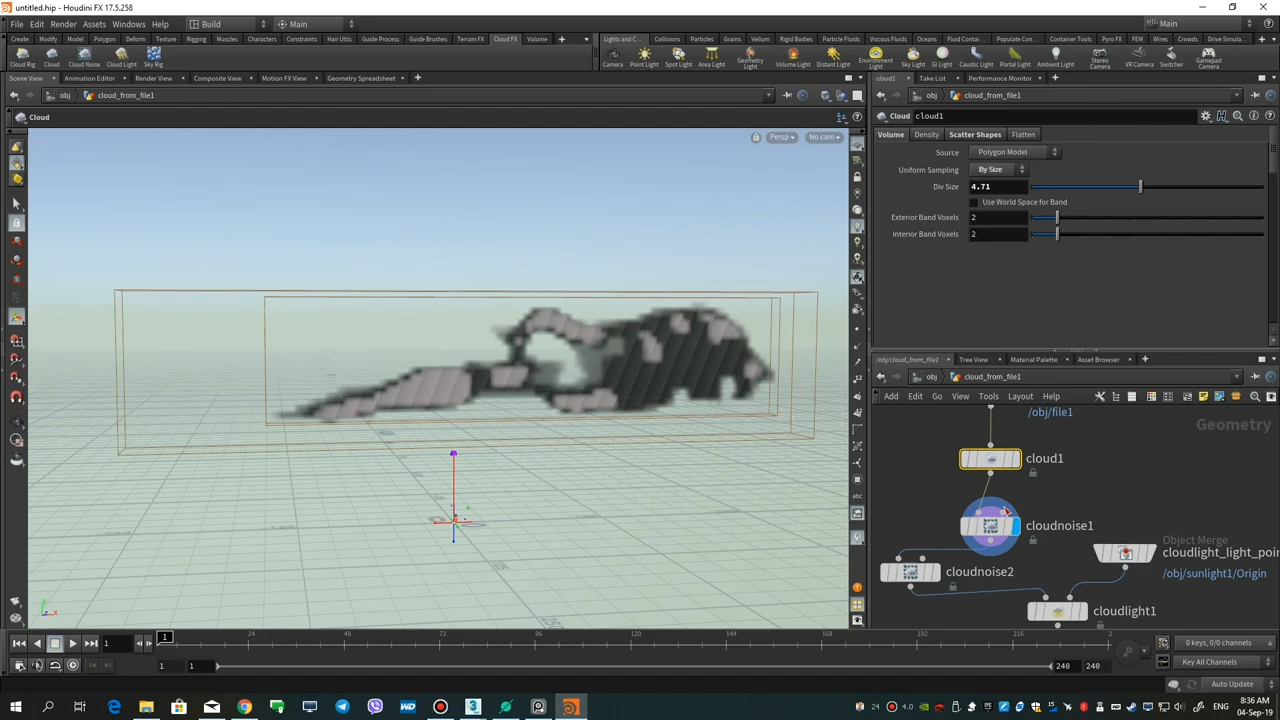 untitled.hip - Houdini FX 17.5.258
File Edit Render Assets Windows Help Build Main Main
Create Modify Model Polygon Deform Texture Rigging Muscles Characters Constraints Hair Utils Guide Process Guide Brushes Terrain FX Cloud FX Volume
Lights and C... Collisions Particles Grains Vellum Rigid Bodies Particle Fluids Viscous Fluids Oceans Fluid Contai... Populate Con... Container Tools Pyro FX FEM Wires Crowds Drive Simula...
Cloud Rig Cloud Cloud Noise Cloud Light Sky Rig
Camera Point Light Spot Light Area Light Geometry Light Volume Light Distant Light Environment Light Sky Light GI Light Caustic Light Portal Light Ambient Light Stereo Camera VR Camera Switcher Gamepad Camera
Scene View Animation Editor Render View Composite View Motion FX View Geometry Spreadsheet
cloud1 Take List Performance Monitor
obj cloud_from_file1
obj cloud_from_file1
Cloud
Cloud cloud1
Persp No cam
Volume Density Scatter Shapes Flatten
Source Polygon Model
Uniform Sampling By Size
Div Size 4.71
Use World Space for Band
Exterior Band Voxels 2
Interior Band Voxels 2
/obj/cloud_from_file1 Tree View Material Palette Asset Browser
obj cloud_from_file1
Add Edit Go View Tools Layout Help
/obj/file1
Geometry
cloud1
cloudnoise1
Object Merge
cloudlight_light_poi
/obj/sunlight1/Origin
cloudnoise2
cloudlight1
1 1 24 48 72 96 120 144 168 192 216 2
0 keys, 0/0 channels
1 1 240 240 Key All Channels
Auto Update
24 4.0 ENG 8:36 AM
04-Sep-19